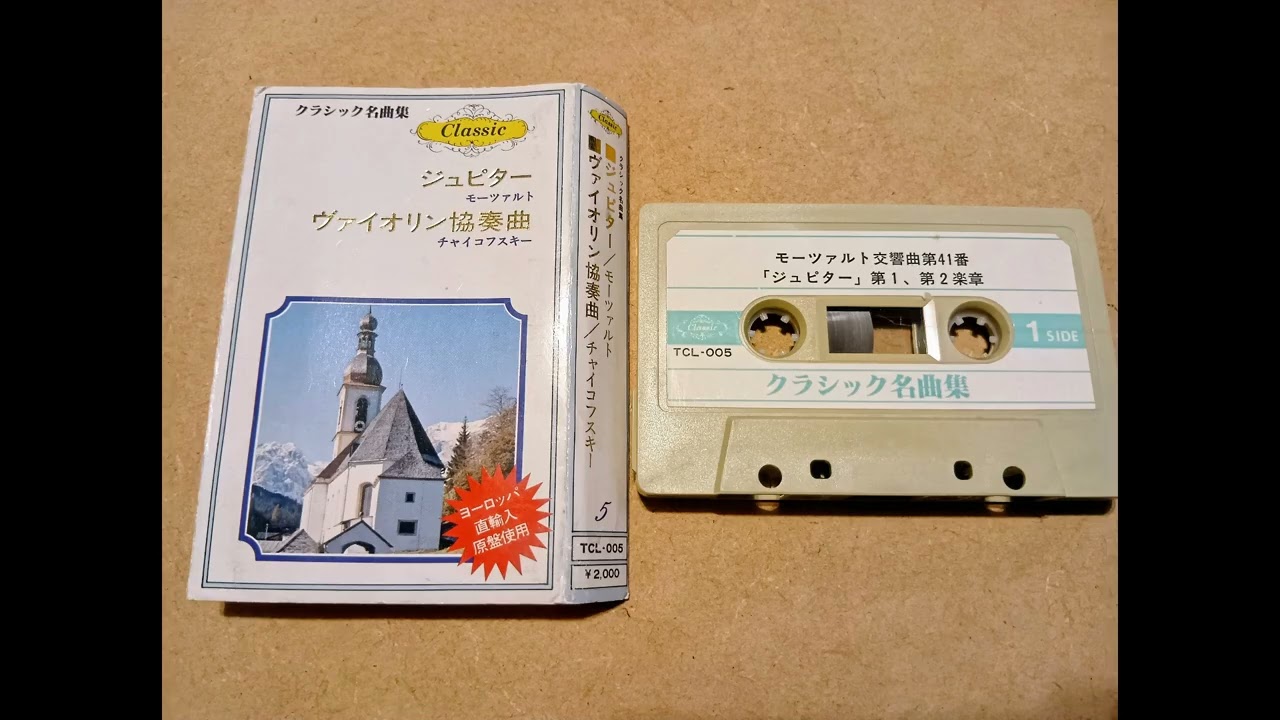 クラシック名曲集
Classic
ジュピター
モーツァルト
ヴァイオリン協奏曲
チャイコフスキー
ヨーロッパ
直輸入
原盤使用
Classic
クラシック名曲集
ジュピター/モーツァルト
ヴァイオリン協奏曲/チャイコフスキー
5
TCL-005
¥2,000
モーツァルト交響曲第41番
「ジュピター」第1、第2楽章
Classic
TCL-005
1 SIDE
クラシック名曲集